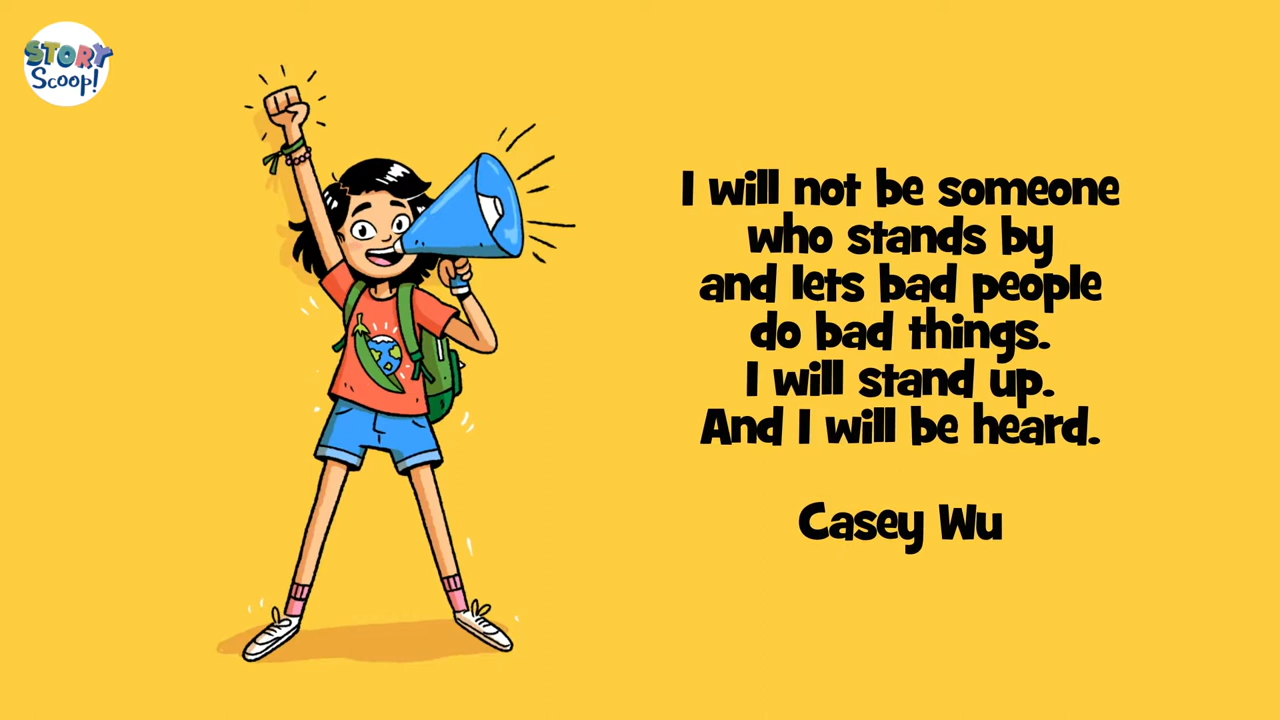 STORY
Scoop!
I will not be someone
who stands by
and lets bad people
do bad things.
I will stand up.
And I will be heard.
Casey Wu